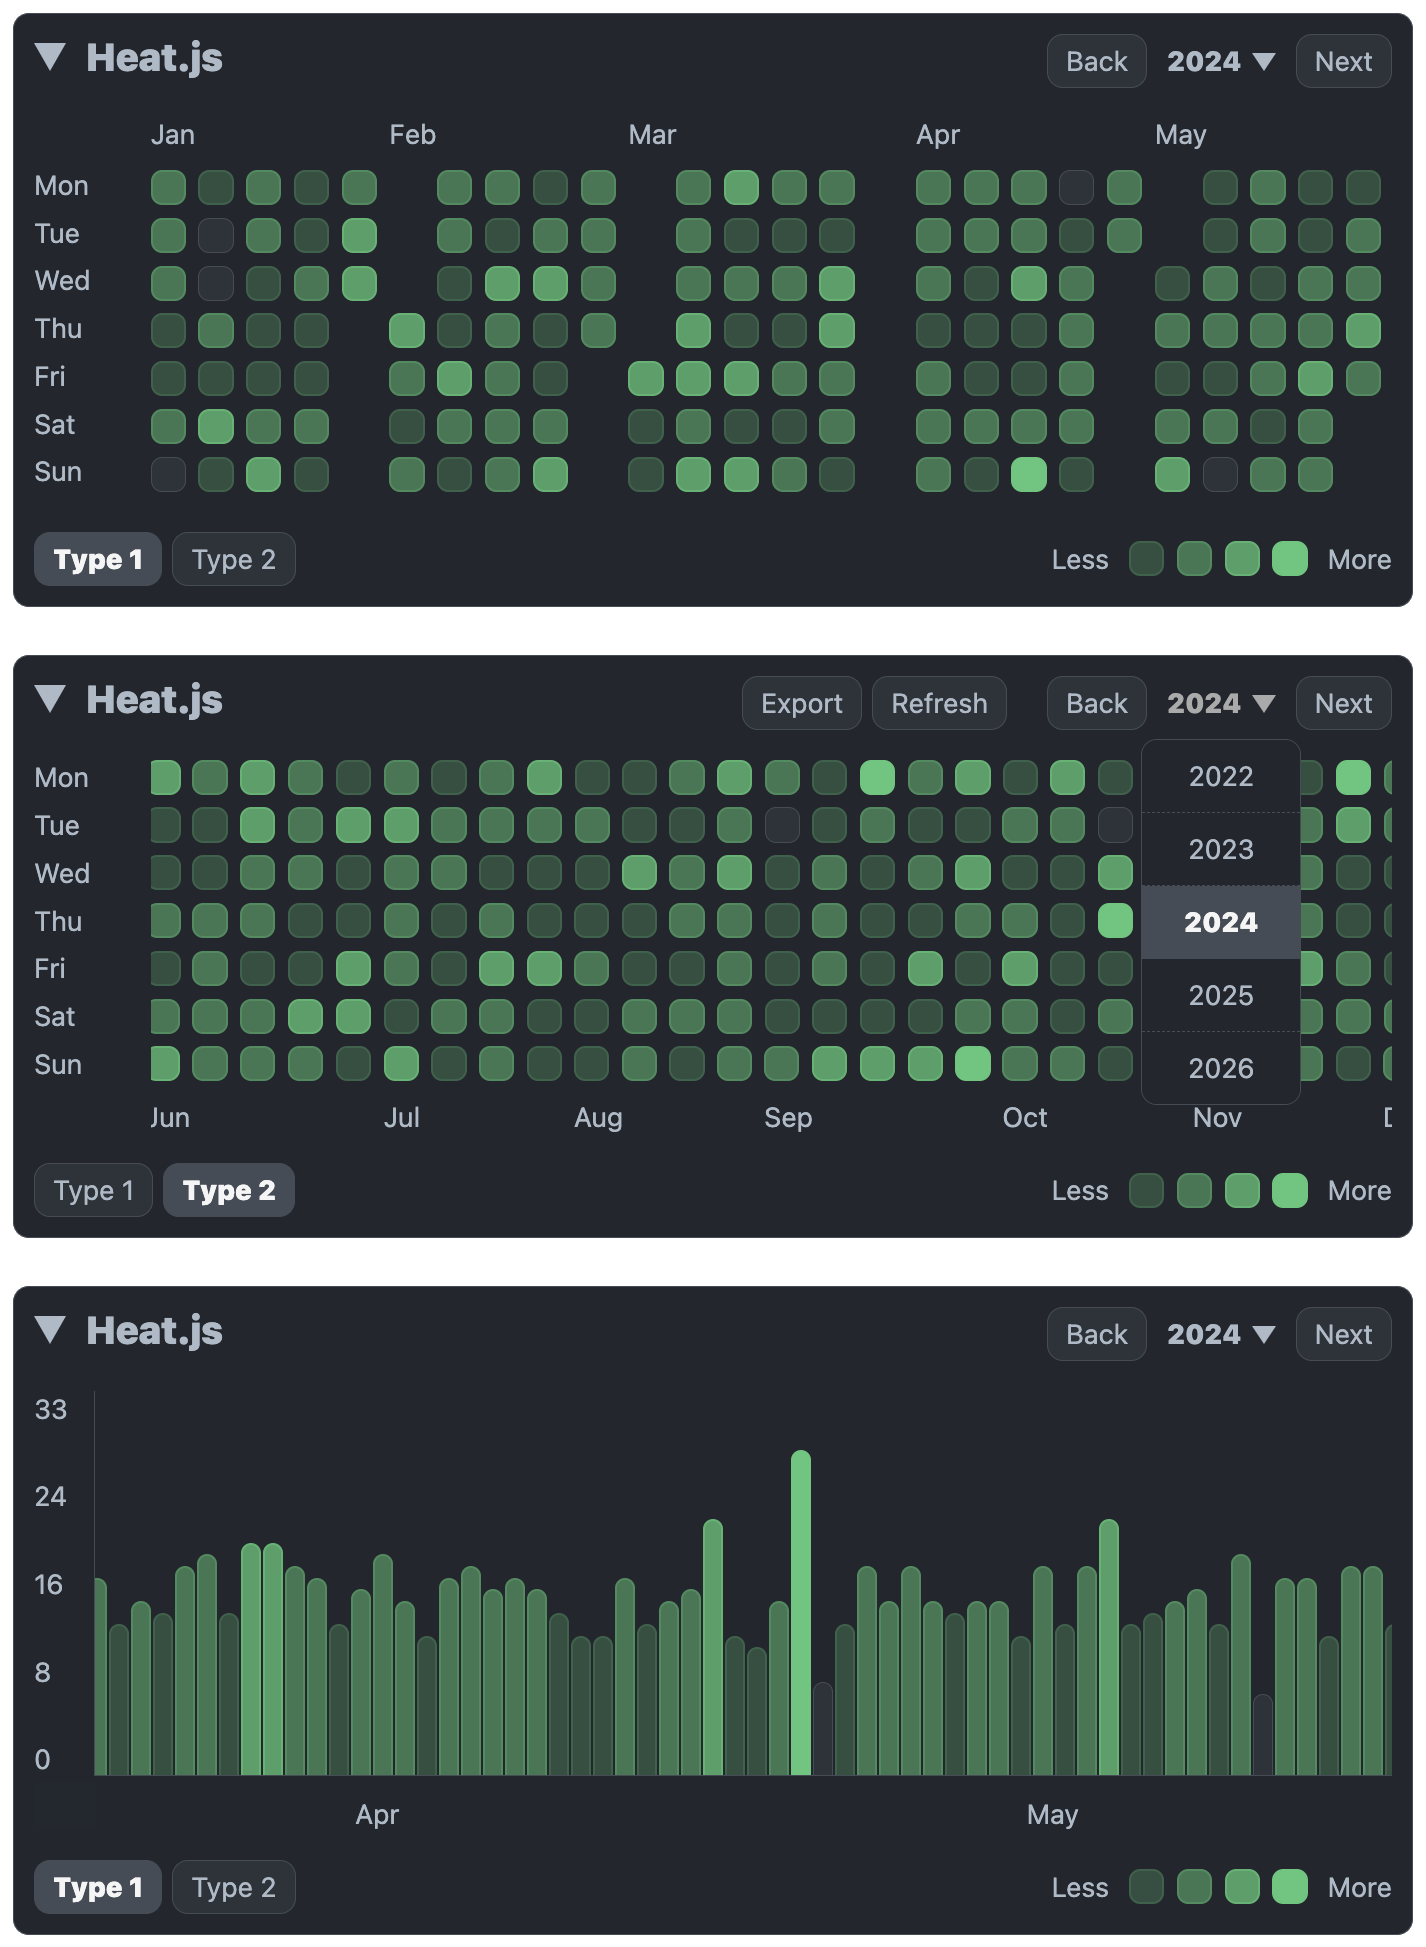 Heat.js Back 2024 ▼ Next
Jan Feb Mar Apr May
Mon
Tue
Wed
Thu
Fri
Sat
Sun
Type 1 Type 2 Less More
Heat.js Export Refresh Back 2024 ▼ Next
2022
2023
2024
2025
2026
Mon
Tue
Wed
Thu
Fri
Sat
Sun
Jun Jul Aug Sep Oct Nov
Type 1 Type 2 Less More
Heat.js Back 2024 ▼ Next
33
24
16
8
0
Apr May
Type 1 Type 2 Less More